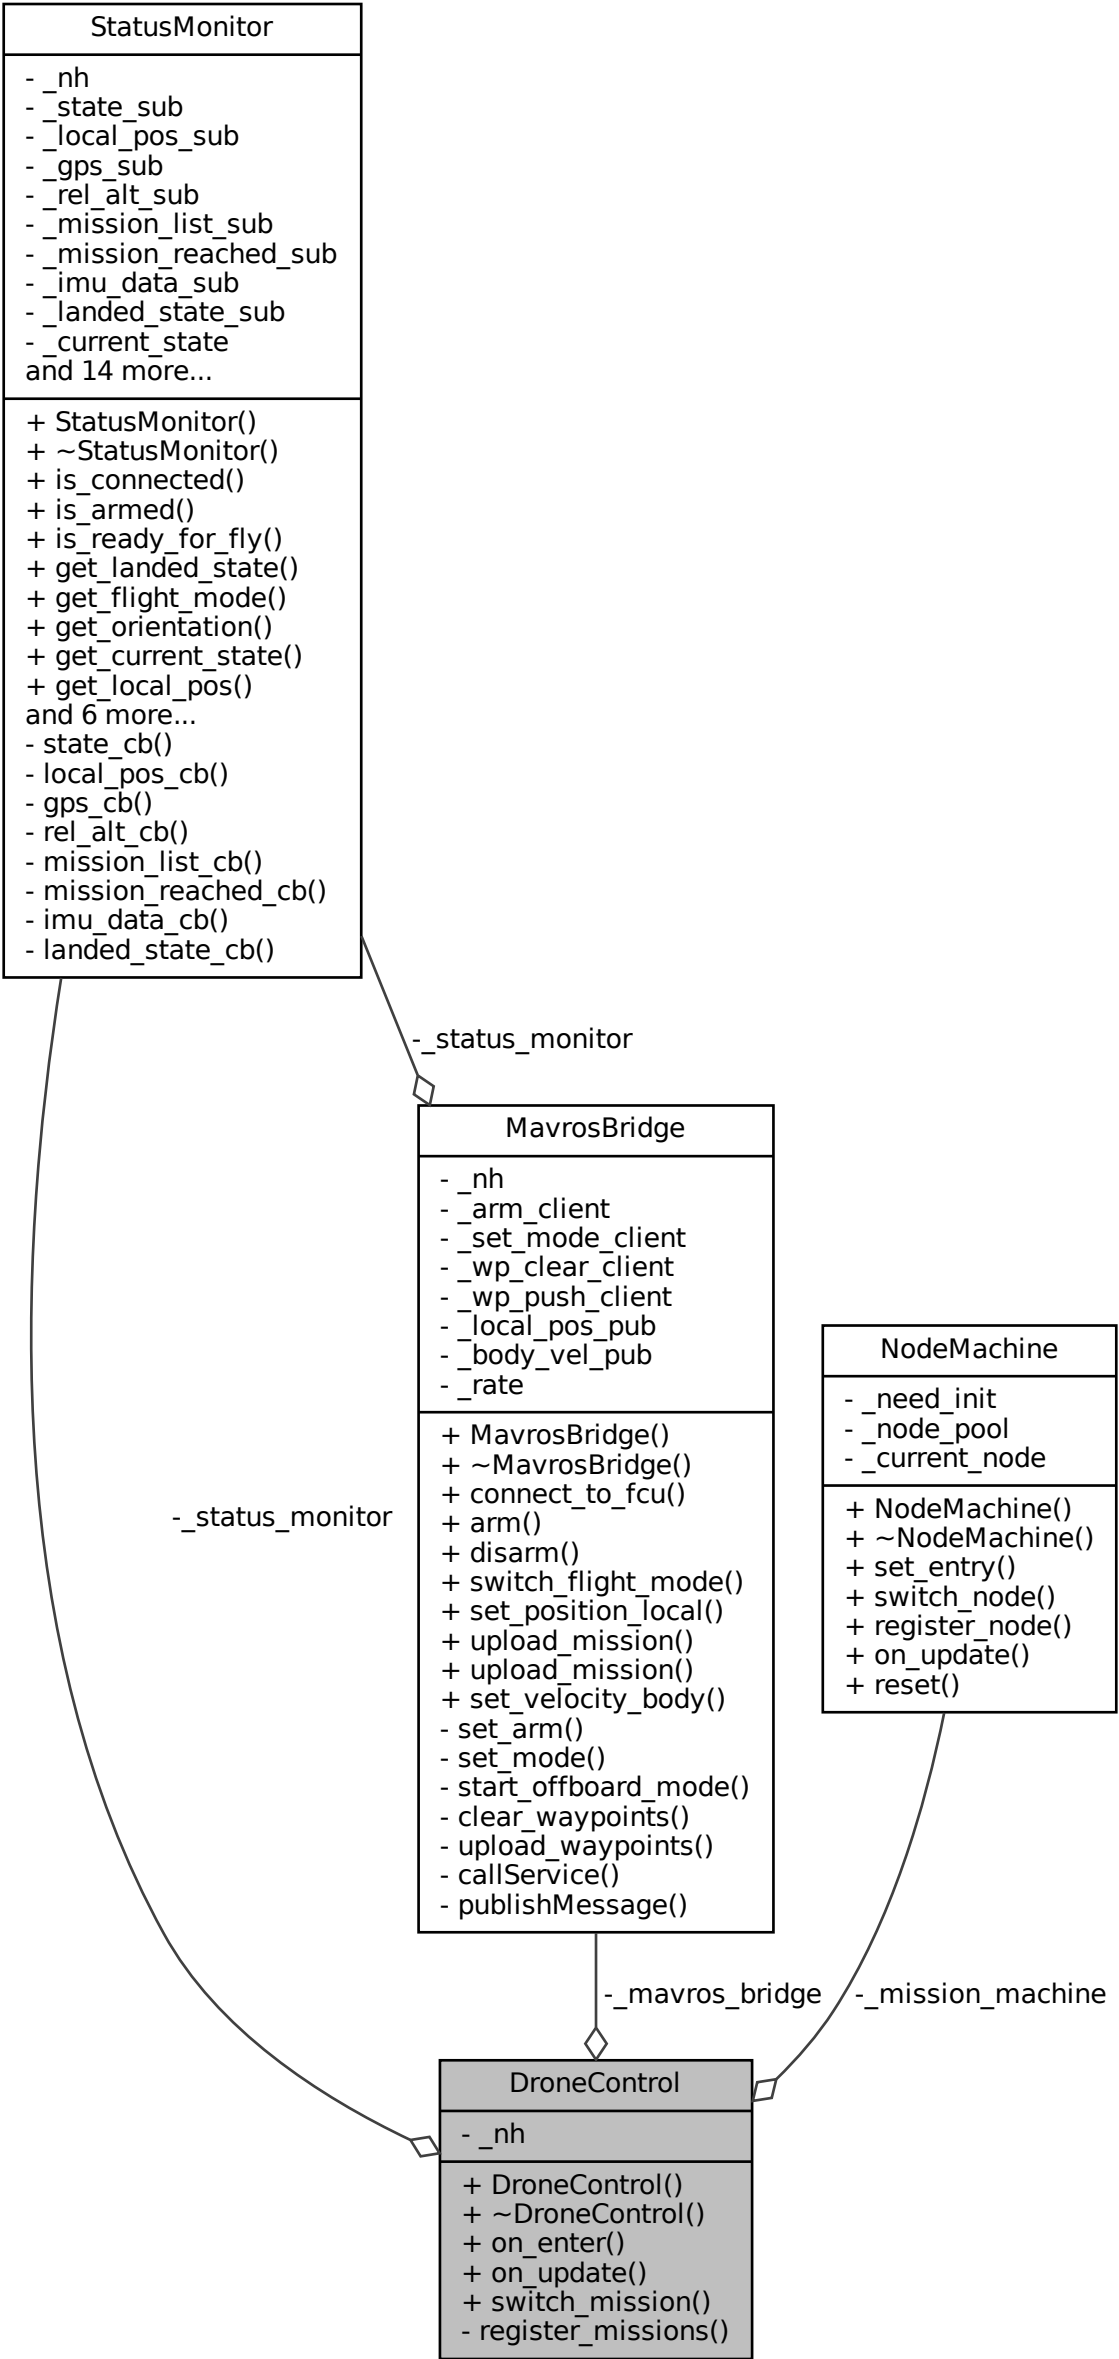 StatusMonitor
- _nh
- _state_sub
- _local_pos_sub
- _gps_sub
- _rel_alt_sub
- _mission_list_sub
- _mission_reached_sub
- _imu_data_sub
- _landed_state_sub
- _current_state
and 14 more...
+ StatusMonitor()
+ ~StatusMonitor()
+ is_connected()
+ is_armed()
+ is_ready_for_fly()
+ get_landed_state()
+ get_flight_mode()
+ get_orientation()
+ get_current_state()
+ get_local_pos()
and 6 more...
- state_cb()
- local_pos_cb()
- gps_cb()
- rel_alt_cb()
- mission_list_cb()
- mission_reached_cb()
- imu_data_cb()
- landed_state_cb()
-_status_monitor
MavrosBridge
- _nh
- _arm_client
- _set_mode_client
- _wp_clear_client
- _wp_push_client
- _local_pos_pub
- _body_vel_pub
- _rate
+ MavrosBridge()
+ ~MavrosBridge()
+ connect_to_fcu()
+ arm()
+ disarm()
+ switch_flight_mode()
+ set_position_local()
+ upload_mission()
+ upload_mission()
+ set_velocity_body()
- set_arm()
- set_mode()
- start_offboard_mode()
- clear_waypoints()
- upload_waypoints()
- callService()
- publishMessage()
NodeMachine
- _need_init
- _node_pool
- _current_node
+ NodeMachine()
+ ~NodeMachine()
+ set_entry()
+ switch_node()
+ register_node()
+ on_update()
+ reset()
-_status_monitor
-_mavros_bridge
-_mission_machine
DroneControl
- _nh
+ DroneControl()
+ ~DroneControl()
+ on_enter()
+ on_update()
+ switch_mission()
- register_missions()